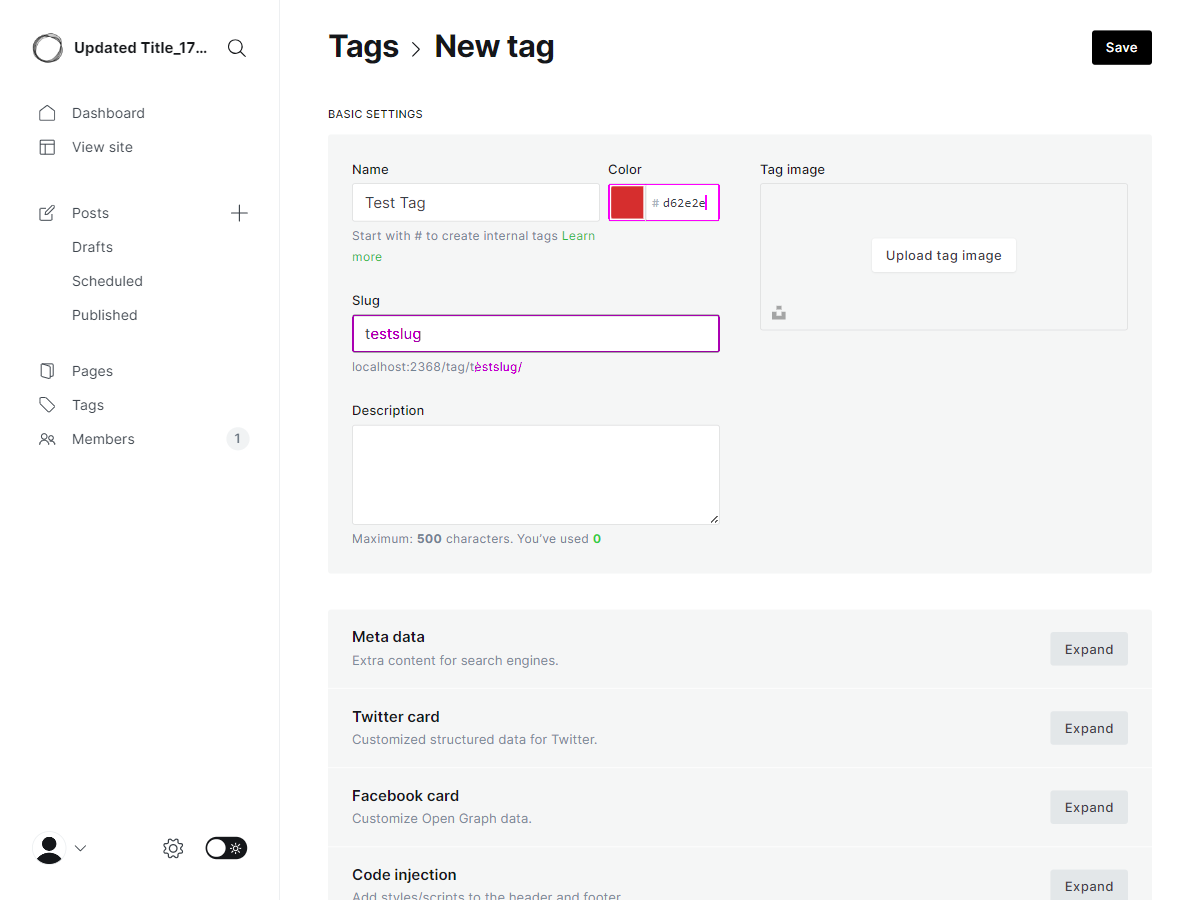 Updated Title_17...
Dashboard
View site
Posts
Drafts
Scheduled
Published
Pages
Tags
Members
1
Tags > New tag
Save
BASIC SETTINGS
Name
Color
Tag image
Test Tag
# d62e2e
Start with # to create internal tags Learn
more
Upload tag image
Slug
testslug
localhost:2368/tag/testslug/
Description
Maximum: 500 characters. You've used 0
Meta data
Extra content for search engines.
Expand
Twitter card
Customized structured data for Twitter.
Expand
Facebook card
Customize Open Graph data.
Expand
Code injection
Add styles/scripts to the header and footer.
Expand